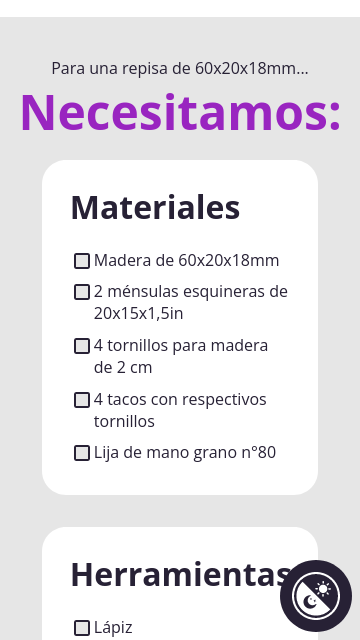 Para una repisa de 60x20x18mm...
Necesitamos:
Materiales
Madera de 60x20x18mm
2 ménsulas esquineras de
20x15x1,5in
4 tornillos para madera
de 2 cm
4 tacos con respectivos
tornillos
Lija de mano grano n°80
Herramientas
Lápiz